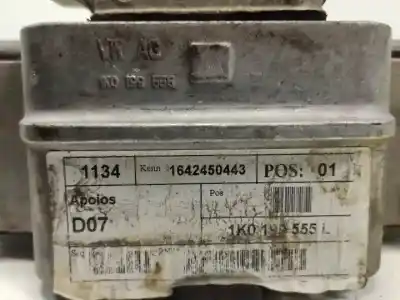 VW AG
1K0 199 555
1134 Kenn : 1642450443 POS: 01
Apoios Pos
D07
1K0 199 555 L